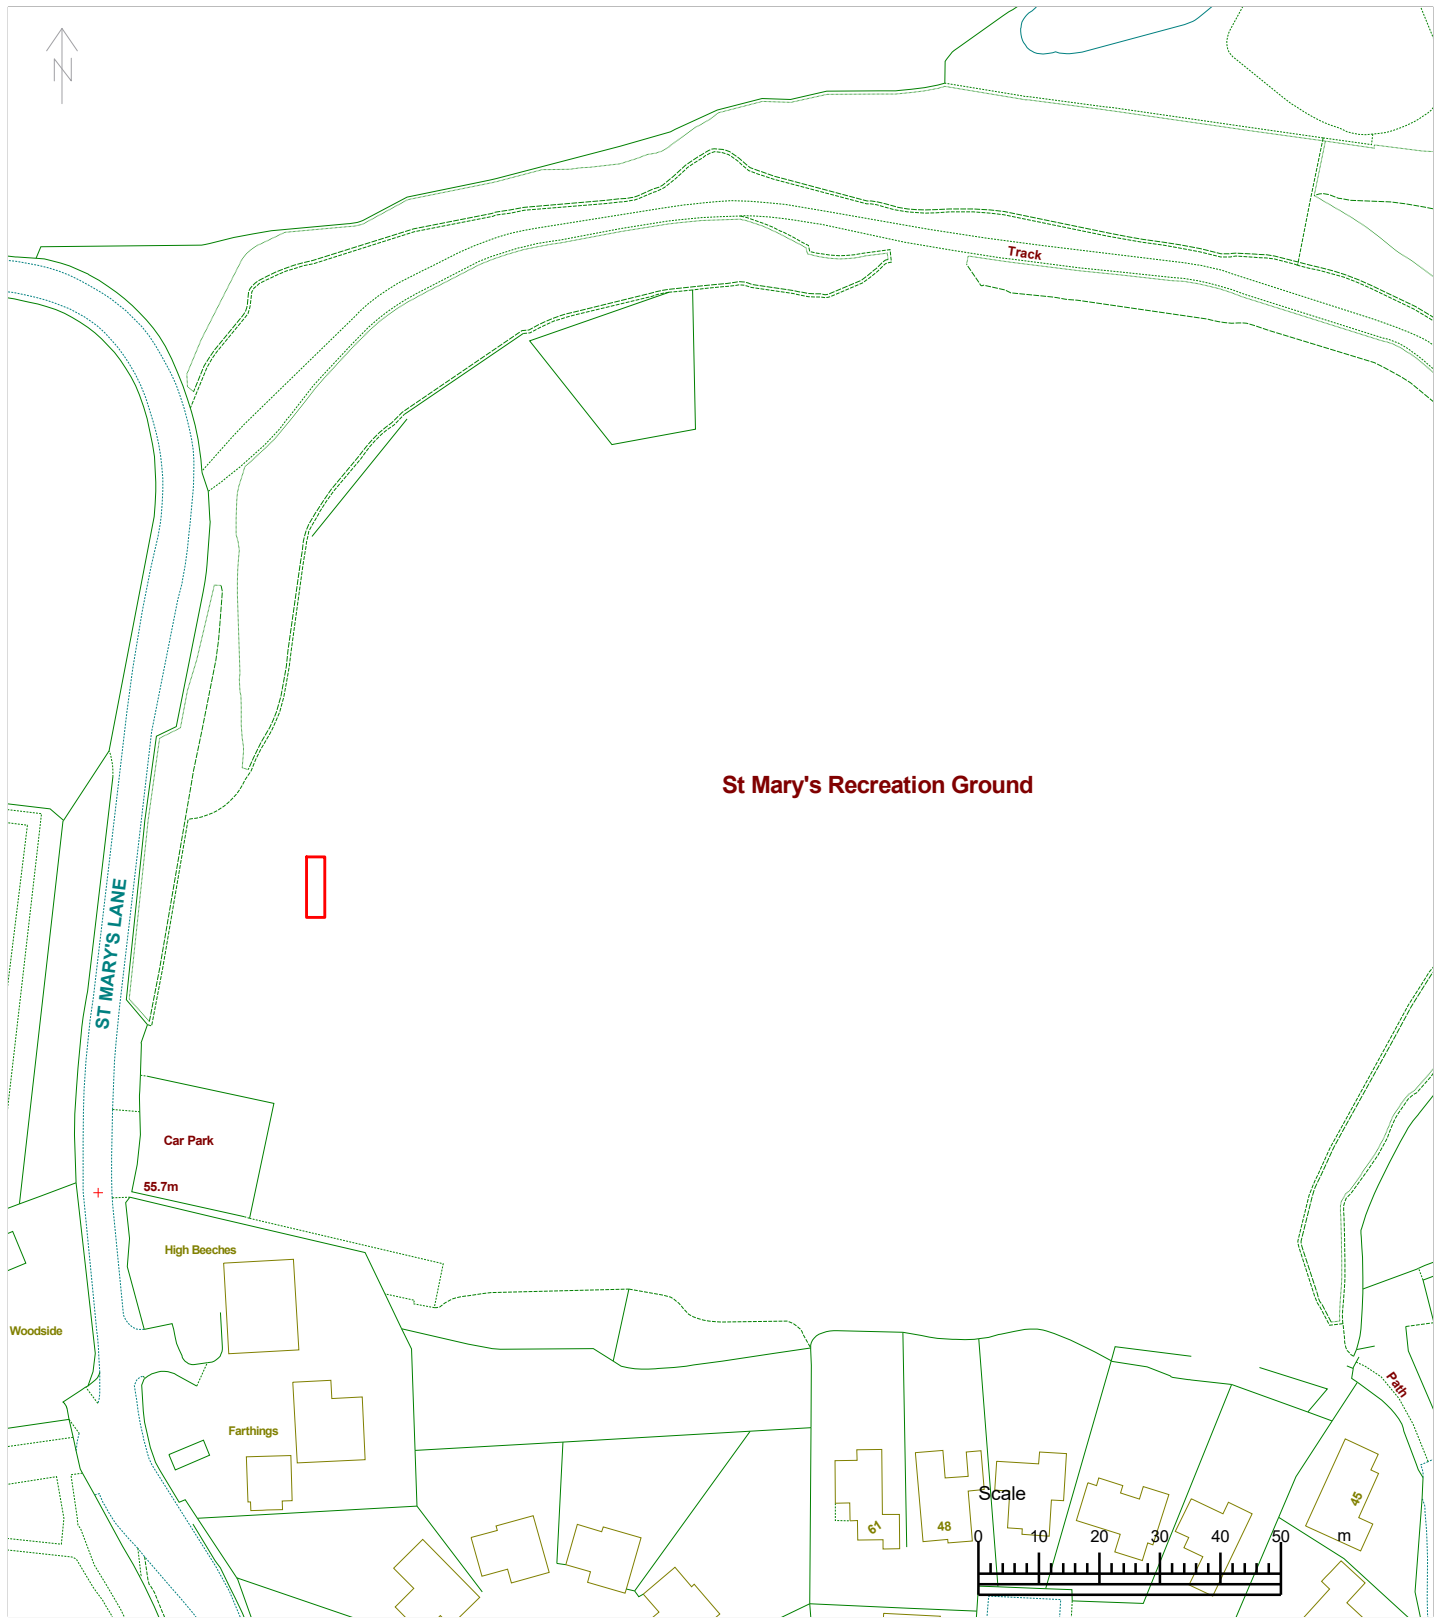 N
Track
St Mary's Recreation Ground
ST MARY'S LANE
Car Park
55.7m
High Beeches
Woodside
Path
Farthings
Scale
45
61
48
0 10 20 30 40 50 m